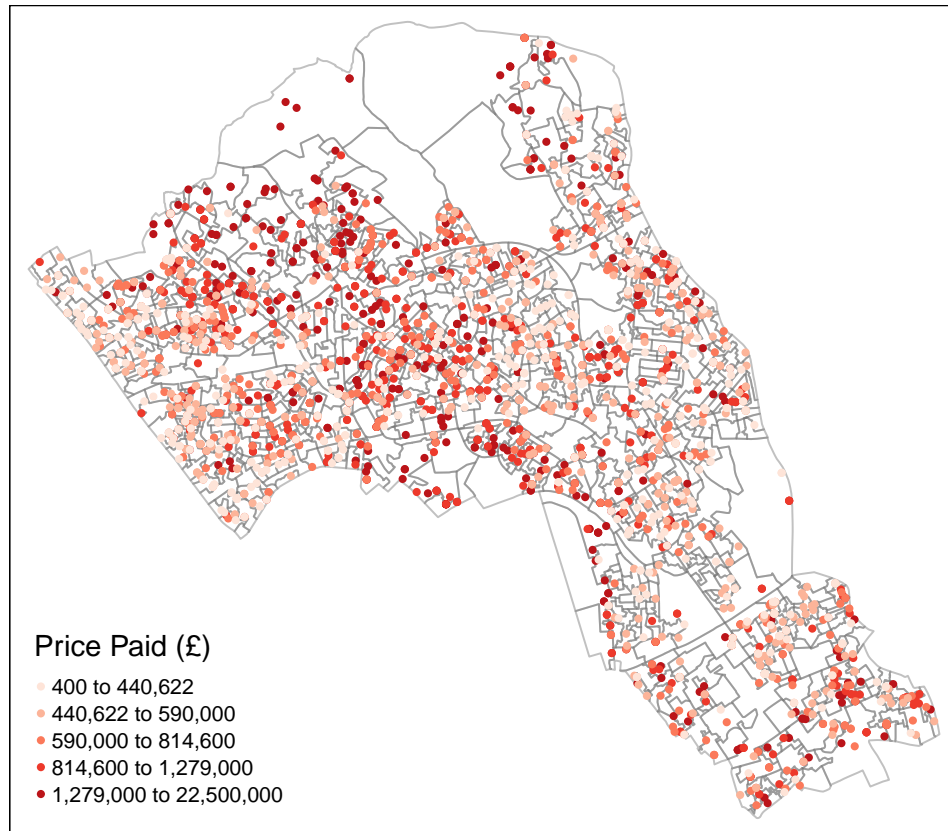 Price Paid (£)
400 to 440,622
440,622 to 590,000
590,000 to 814,600
814,600 to 1,279,000
1,279,000 to 22,500,000